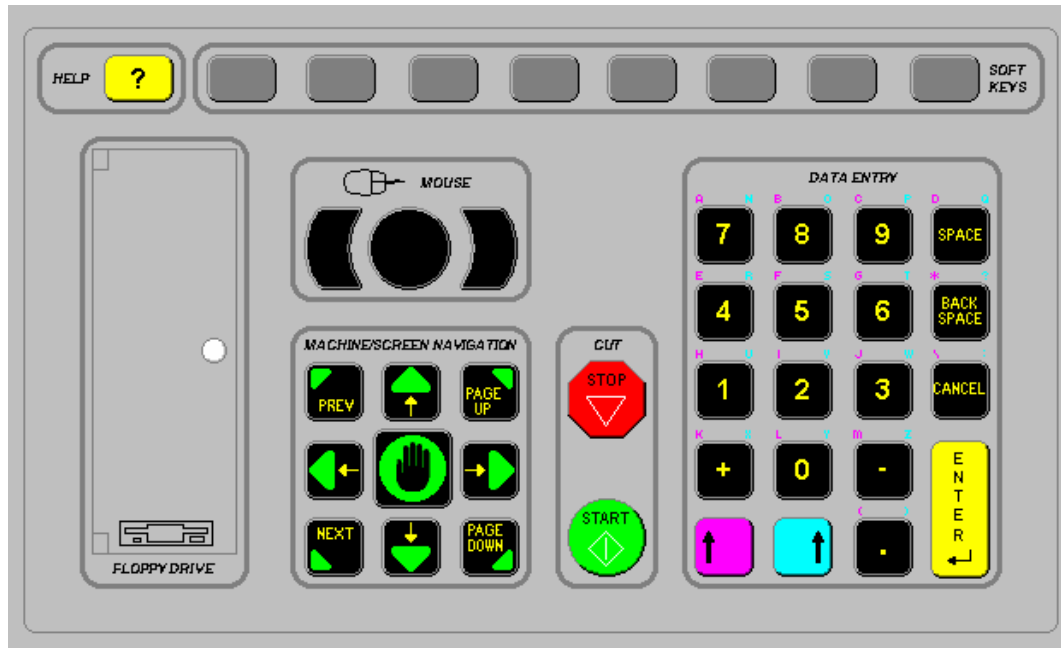 HELP
?
SOFT
KEYS
MOUSE
DATA ENTRY
A N B O C P D Q
7 8 9 SPACE
E R F S G T * ?
4 5 6 BACK
SPACE
H U I V J W \
1 2 3 CANCEL
K X L Y M Z
+ 0 - ENTER
( )
.
MACHINE/SCREEN NAVIGATION
PREV
PAGE
UP
NEXT
PAGE
DOWN
CUT
STOP
START
FLOPPY DRIVE